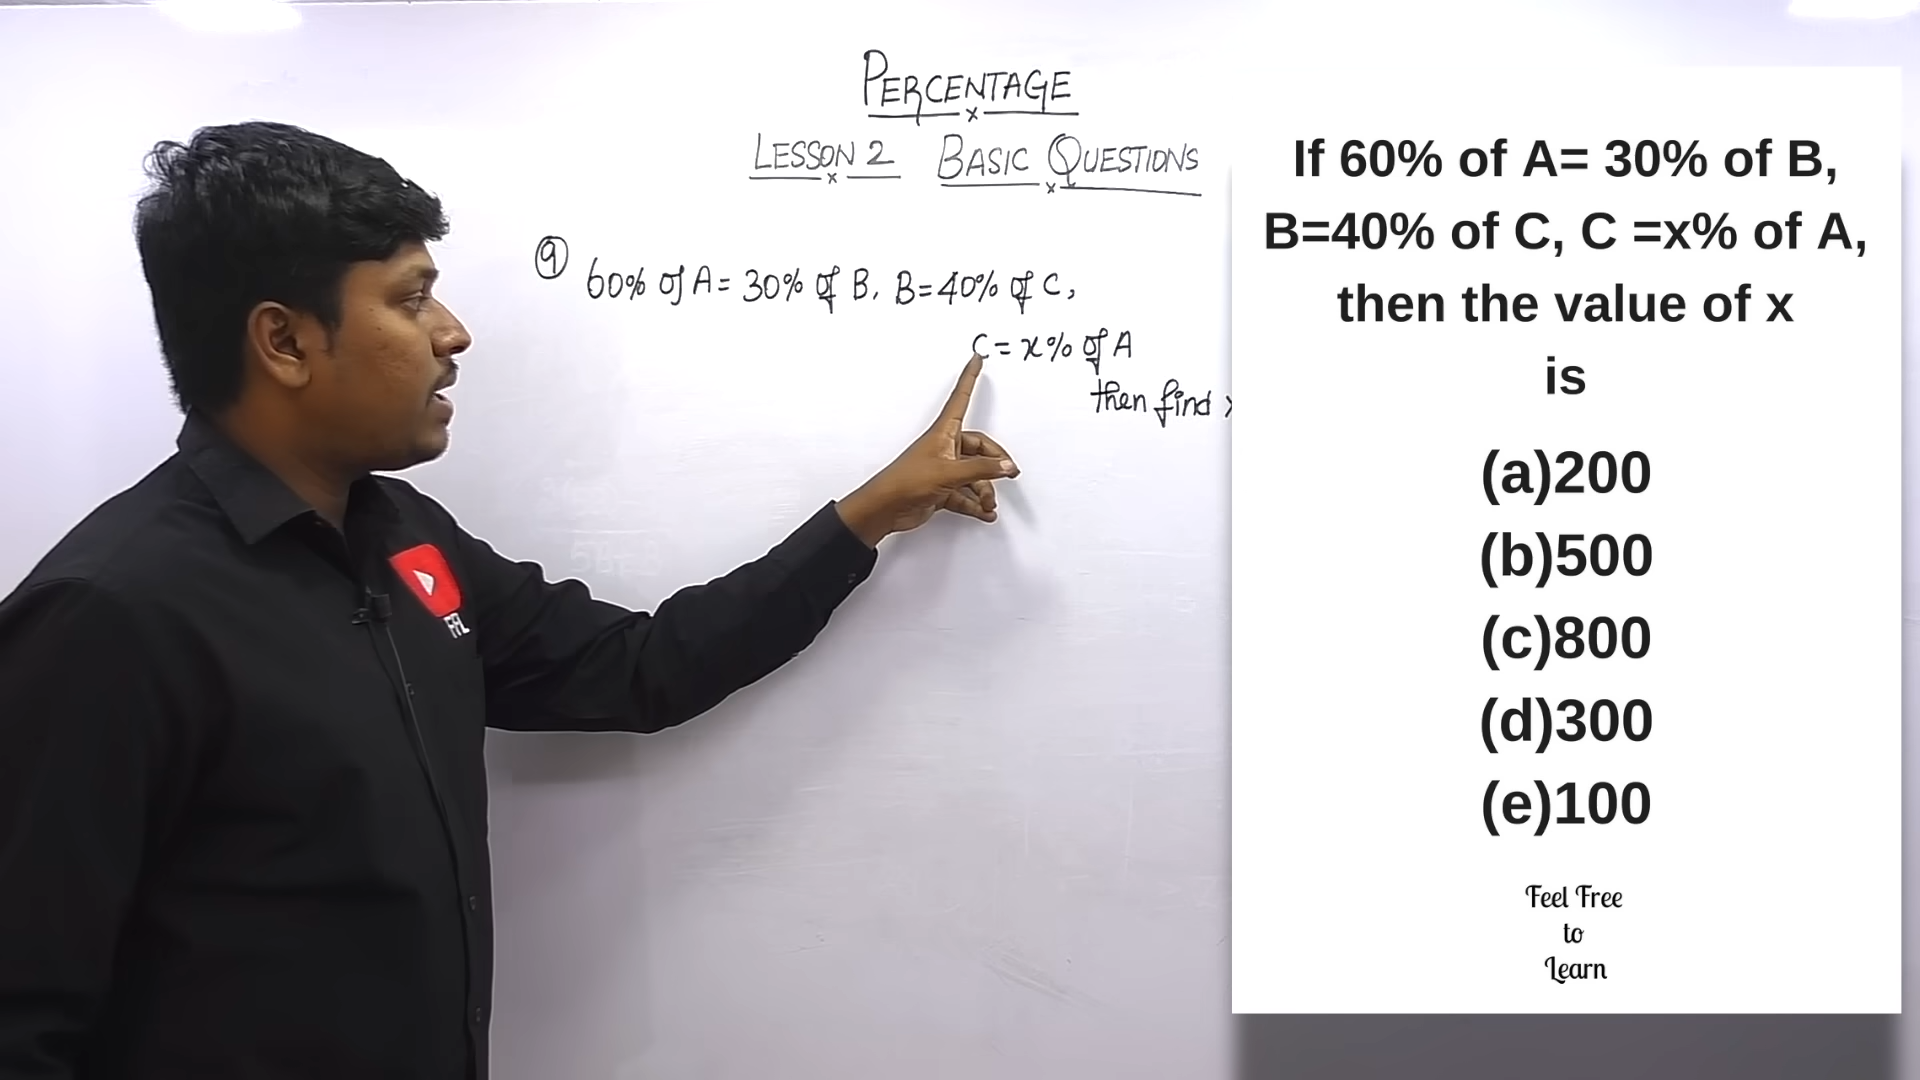 PERCENTAGE
LESSON 2 BASIC QUESTIONS
9
60% of A = 30% of B, B = 40% of C,
C = x% of A
then find
If 60% of A= 30% of B,
B=40% of C, C =x% of A,
then the value of x
is
(a)200
(b)500
(c)800
(d)300
(e)100
Feel Free
to
Learn
FFL